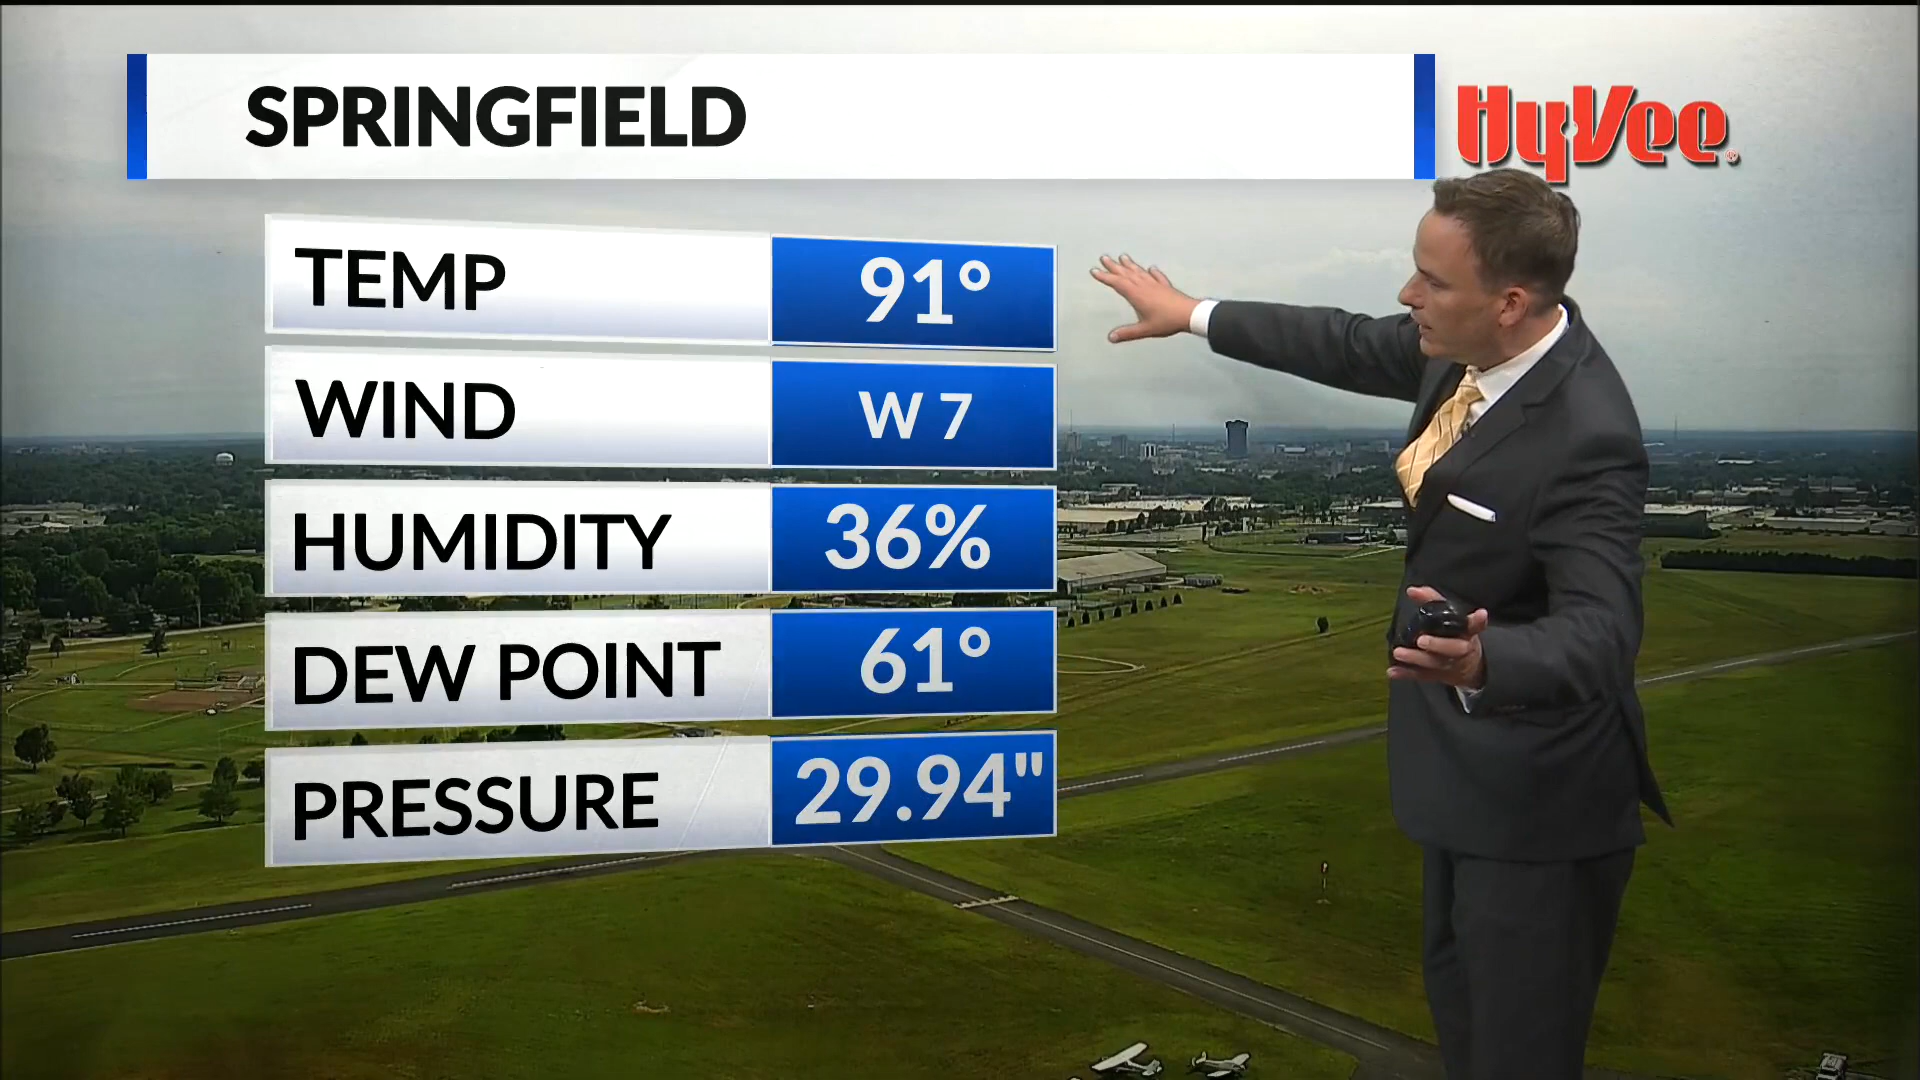 SPRINGFIELD
HyVee®
TEMP 91°
WIND W 7
HUMIDITY 36%
DEW POINT 61°
PRESSURE 29.94"